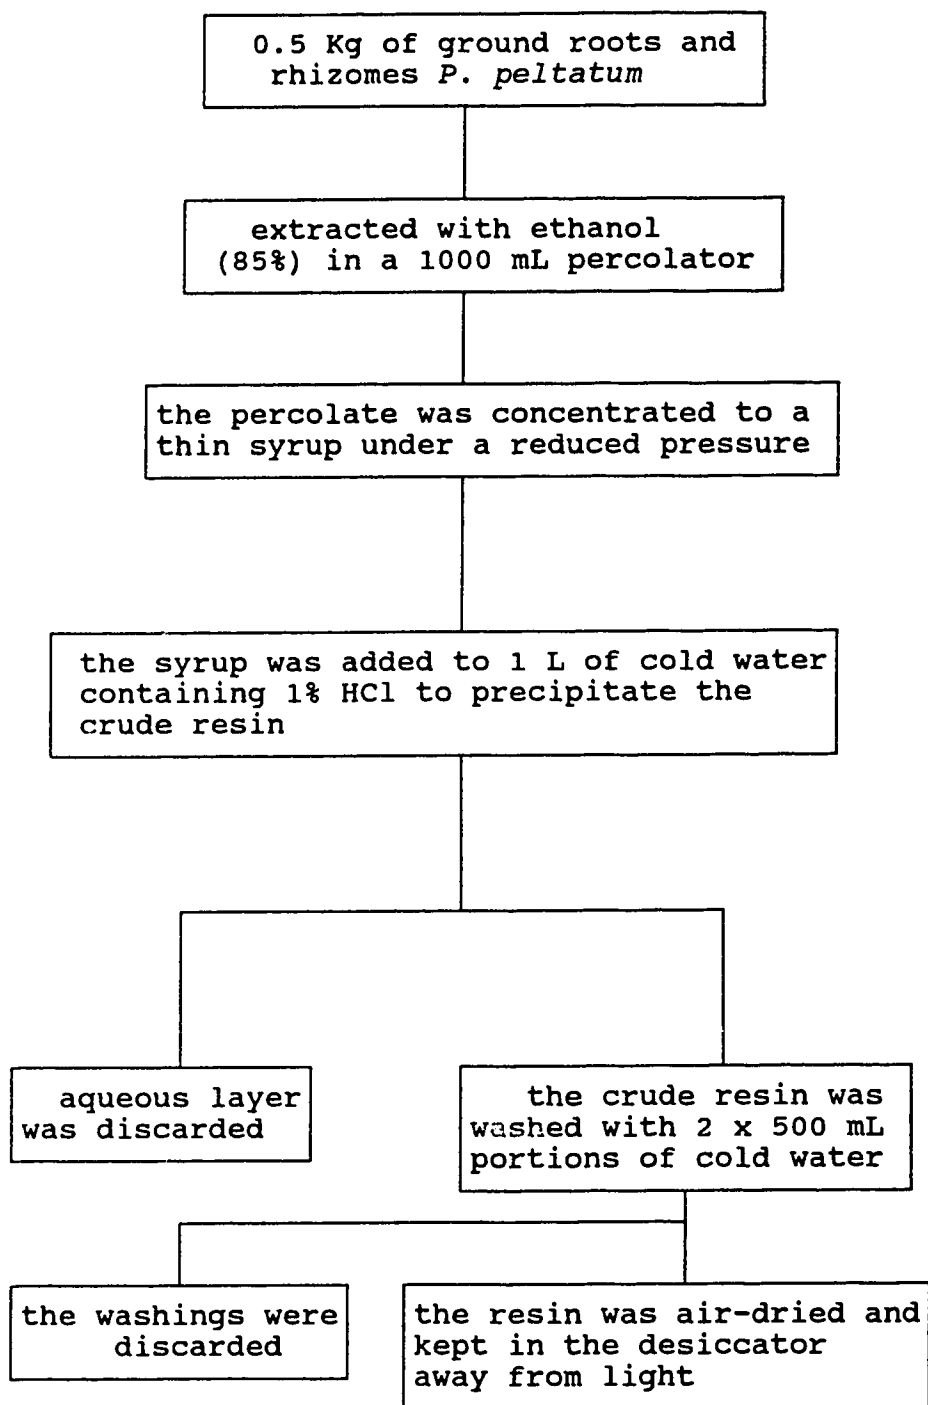 0.5 Kg of ground roots and
rhizomes P. peltatum
extracted with ethanol
(85%) in a 1000 mL percolator
the percolate was concentrated to a
thin syrup under a reduced pressure
the syrup was added to 1 L of cold water
containing 1% HCl to precipitate the
crude resin
aqueous layer
was discarded
the crude resin was
washed with 2 x 500 mL
portions of cold water
the washings were
discarded
the resin was air-dried and
kept in the desiccator
away from light